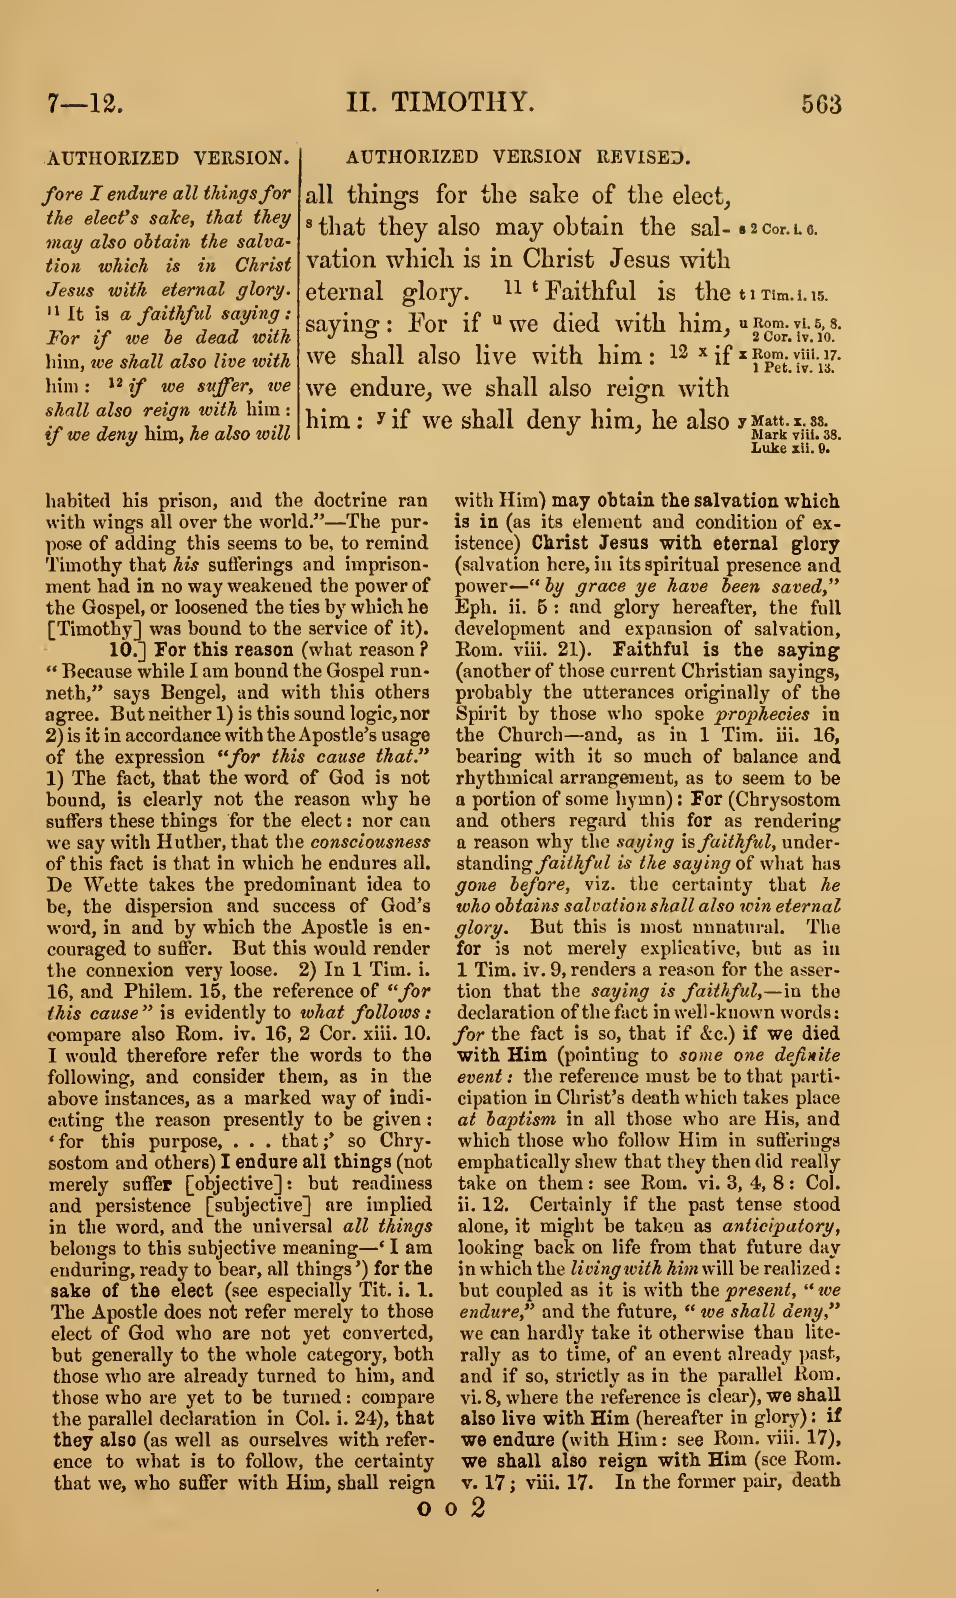 7—12.
II. TIMOTHY.
563
AUTHORIZED VERSION.
fore I endure all things for
the elect's sake, that they
may also obtain the salva-
tion which is in Christ
Jesus with eternal glory.
11 It is a faithful saying:
For if we be dead with
him, we shall also live with
him: 12 if we suffer, we
shall also reign with him:
if we deny him, he also will
AUTHORIZED VERSION REVISED.
all things for the sake of the elect,
s that they also may obtain the sal-
vation which is in Christ Jesus with
eternal glory. 11 t Faithful is the
saying: For if u we died with him,
we shall also live with him: 12 x if
we endure, we shall also reign with
him: y if we shall deny him, he also
s 2 Cor. i. 6.
t 1 Tim. i. 15.
u Rom. vi. 5, 8.
2 Cor. iv. 10.
x Rom. viii. 17.
1 Pet. iv. 13.
y Matt. x. 33.
Mark viii. 38.
Luke xii. 9.
habited his prison, and the doctrine ran
with wings all over the world."—The pur-
pose of adding this seems to be, to remind
Timothy that his sufferings and imprison-
ment had in no way weakened the power of
the Gospel, or loosened the ties by which he
[Timothy] was bound to the service of it).
10.] For this reason (what reason?
"Because while I am bound the Gospel run-
neth," says Bengel, and with this others
agree. But neither 1) is this sound logic, nor
2) is it in accordance with the Apostle's usage
of the expression "for this cause that."
1) The fact, that the word of God is not
bound, is clearly not the reason why he
suffers these things for the elect: nor can
we say with Huther, that the consciousness
of this fact is that in which he endures all.
De Wette takes the predominant idea to
be, the dispersion and success of God's
word, in and by which the Apostle is en-
couraged to suffer. But this would render
the connexion very loose. 2) In 1 Tim. i.
16, and Philem. 15, the reference of "for
this cause" is evidently to what follows:
compare also Rom. iv. 16, 2 Cor. xiii. 10.
I would therefore refer the words to the
following, and consider them, as in the
above instances, as a marked way of indi-
cating the reason presently to be given:
'for this purpose, . . . that;' so Chry-
sostom and others) I endure all things (not
merely suffer [objective]: but readiness
and persistence [subjective] are implied
in the word, and the universal all things
belongs to this subjective meaning—'I am
enduring, ready to bear, all things') for the
sake of the elect (see especially Tit. i. 1.
The Apostle does not refer merely to those
elect of God who are not yet converted,
but generally to the whole category, both
those who are already turned to him, and
those who are yet to be turned: compare
the parallel declaration in Col. i. 24), that
they also (as well as ourselves with refer-
ence to what is to follow, the certainty
that we, who suffer with Him, shall reign
with Him) may obtain the salvation which
is in (as its element and condition of ex-
istence) Christ Jesus with eternal glory
(salvation here, in its spiritual presence and
power—"by grace ye have been saved,"
Eph. ii. 5: and glory hereafter, the full
development and expansion of salvation,
Rom. viii. 21). Faithful is the saying
(another of those current Christian sayings,
probably the utterances originally of the
Spirit by those who spoke prophecies in
the Church—and, as in 1 Tim. iii. 16,
bearing with it so much of balance and
rhythmical arrangement, as to seem to be
a portion of some hymn): For (Chrysostom
and others regard this for as rendering
a reason why the saying is faithful, under-
standing faithful is the saying of what has
gone before, viz. the certainty that he
who obtains salvation shall also win eternal
glory. But this is most unnatural. The
for is not merely explicative, but as in
1 Tim. iv. 9, renders a reason for the asser-
tion that the saying is faithful,—in the
declaration of the fact in well-known words:
for the fact is so, that if &c.) if we died
with Him (pointing to some one definite
event: the reference must be to that parti-
cipation in Christ's death which takes place
at baptism in all those who are His, and
which those who follow Him in sufferings
emphatically shew that they then did really
take on them: see Rom. vi. 3, 4, 8: Col.
ii. 12. Certainly if the past tense stood
alone, it might be taken as anticipatory,
looking back on life from that future day
in which the living with him will be realized:
but coupled as it is with the present, "we
endure," and the future, "we shall deny,"
we can hardly take it otherwise than lite-
rally as to time, of an event already past,
and if so, strictly as in the parallel Rom.
vi. 8, where the reference is clear), we shall
also live with Him (hereafter in glory): if
we endure (with Him: see Rom. viii. 17),
we shall also reign with Him (see Rom.
v. 17; viii. 17. In the former pair, death
O o 2